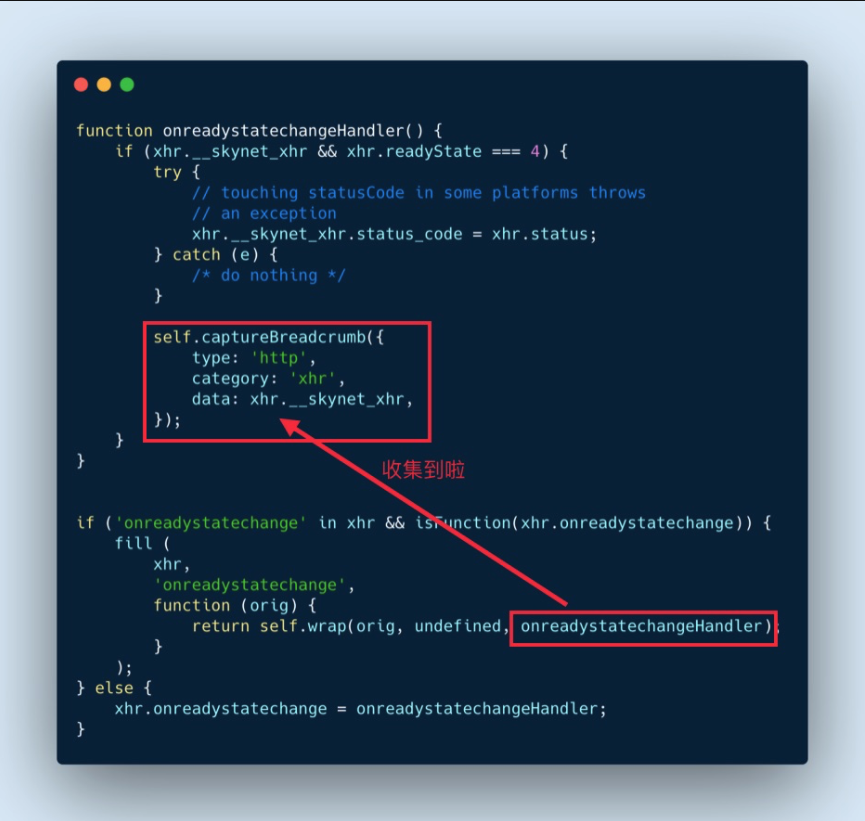 function onreadystatechangeHandler() {
    if (xhr.__skynet_xhr && xhr.readyState === 4) {
        try {
            // touching statusCode in some platforms throws
            // an exception
            xhr.__skynet_xhr.status_code = xhr.status;
        } catch (e) {
            /* do nothing */
        }

        self.captureBreadcrumb({
            type: 'http',
            category: 'xhr',
            data: xhr.__skynet_xhr,
        });
    }
}
收集到啦

if ('onreadystatechange' in xhr && isFunction(xhr.onreadystatechange)) {
    fill (
        xhr,
        'onreadystatechange',
        function (orig) {
            return self.wrap(orig, undefined, onreadystatechangeHandler);
        }
    );
} else {
    xhr.onreadystatechange = onreadystatechangeHandler;
}